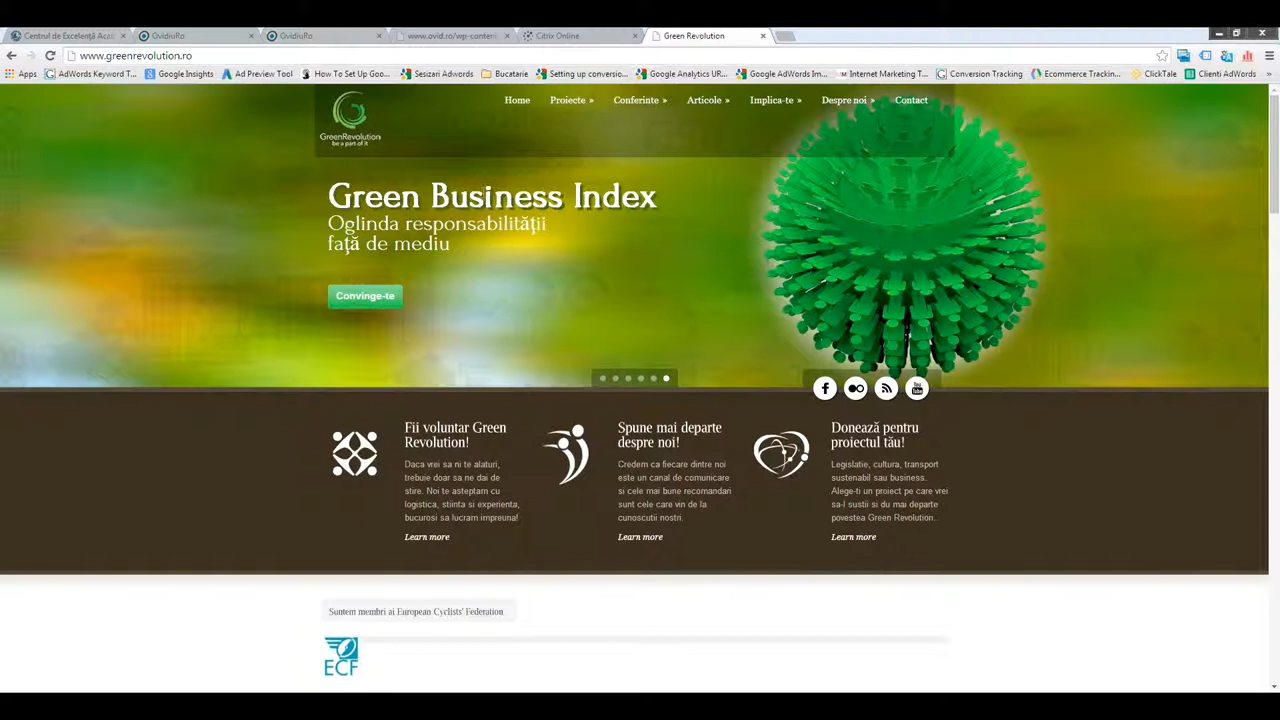 Centrul de Excelență Aca
OvidiuRo
OvidiuRo
www.ovid.ro/wp-conten
Citrix Online
Green Revolution
www.greenrevolution.ro
Apps
AdWords Keyword T...
Google Insights
Ad Preview Tool
How To Set Up Goo...
Sesizari Adwords
Bucatarie
Setting up conversio...
Google Analytics UR...
Google AdWords Im...
Internet Marketing T...
Conversion Tracking
Ecommerce Trackin...
ClickTale
Clienti AdWords
»
GreenRevolution
be a part of it
Home
Proiecte »
Conferinte »
Articole »
Implica-te »
Despre noi »
Contact
Green Business Index
Oglinda responsabilității
față de mediu
Convinge-te
You
Tube
Fii voluntar Green
Revolution!
Daca vrei sa ni te alaturi,
trebuie doar sa ne dai de
stire. Noi te asteptam cu
logistica, stiinta si experienta,
bucurosi sa lucram impreuna!
Learn more
Spune mai departe
despre noi!
Credem ca fiecare dintre noi
este un canal de comunicare
si cele mai bune recomandari
sunt cele care vin de la
cunoscutii nostri.
Learn more
Donează pentru
proiectul tău!
Legislatie, cultura, transport
sustenabil sau business.
Alege-ti un proiect pe care vrei
sa-l sustii si du mai departe
povestea Green Revolution..
Learn more
Suntem membri ai European Cyclists' Federation
ECF